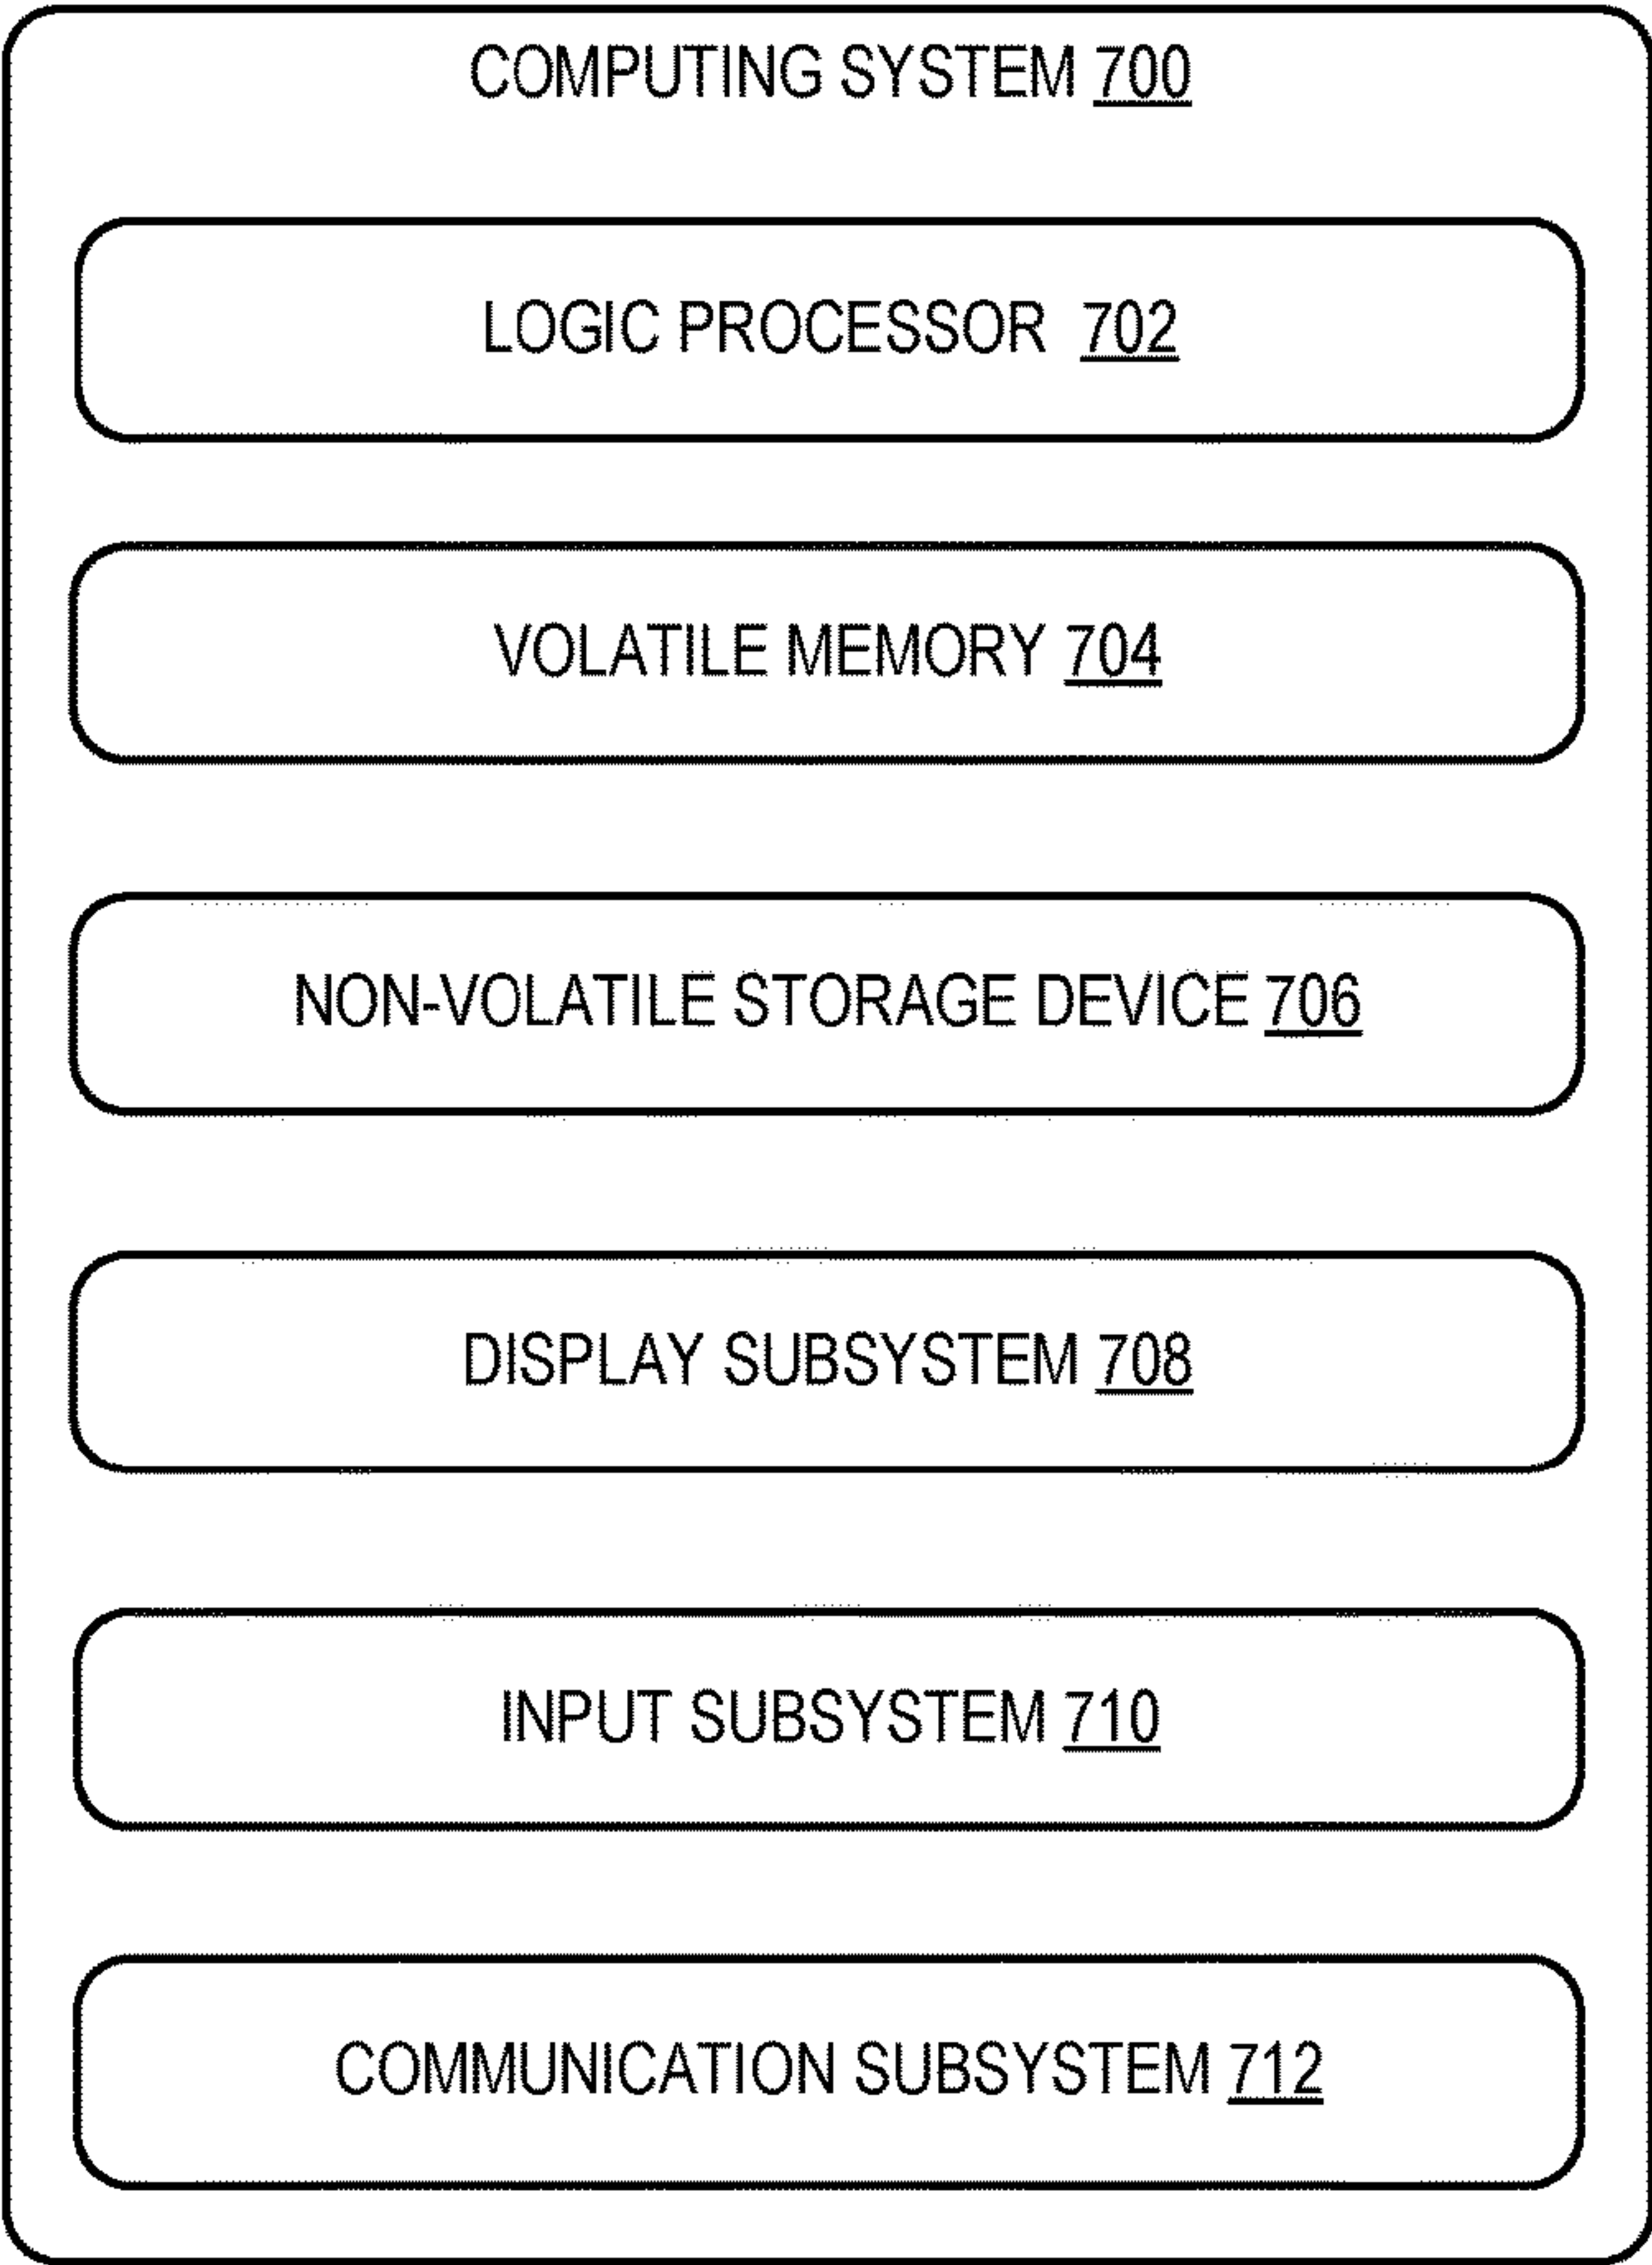 COMPUTING SYSTEM 700
LOGIC PROCESSOR 702
VOLATILE MEMORY 704
NON-VOLATILE STORAGE DEVICE 706
DISPLAY SUBSYSTEM 708
INPUT SUBSYSTEM 710
COMMUNICATION SUBSYSTEM 712